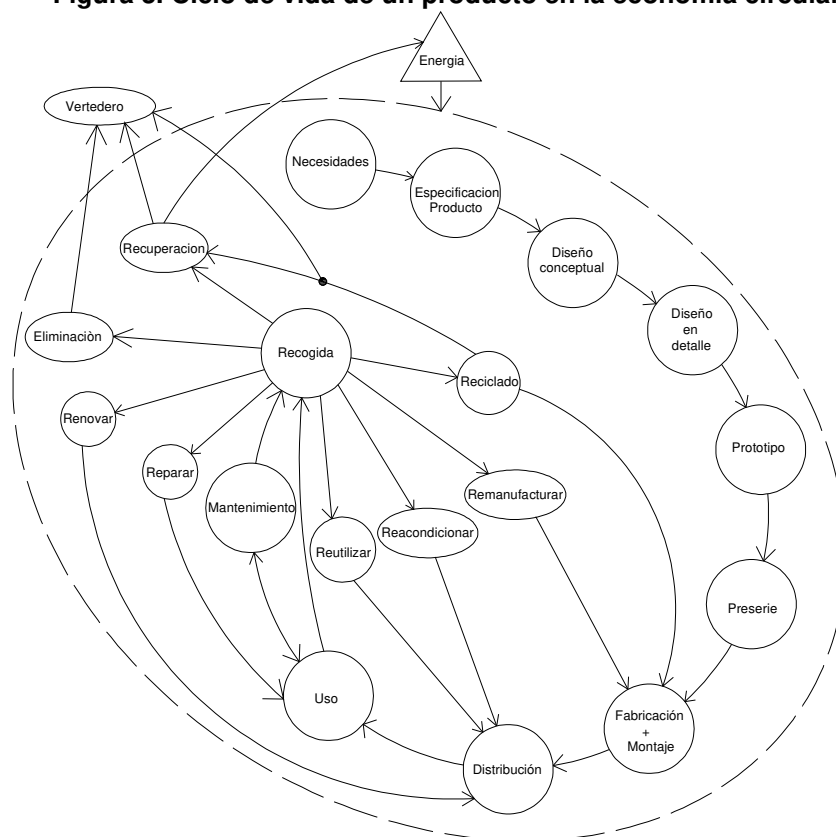 Figura 3. Ciclo de vida de un producto en la economía circular
Energia
Vertedero
Necesidades
Especificacion
Producto
Recuperacion
Diseño
conceptual
Diseño
en
detalle
Eliminaciòn
Recogida
Reciclado
Renovar
Prototipo
Reparar
Mantenimiento
Remanufacturar
Reutilizar
Reacondicionar
Preserie
Uso
Fabricación
+
Montaje
Distribución